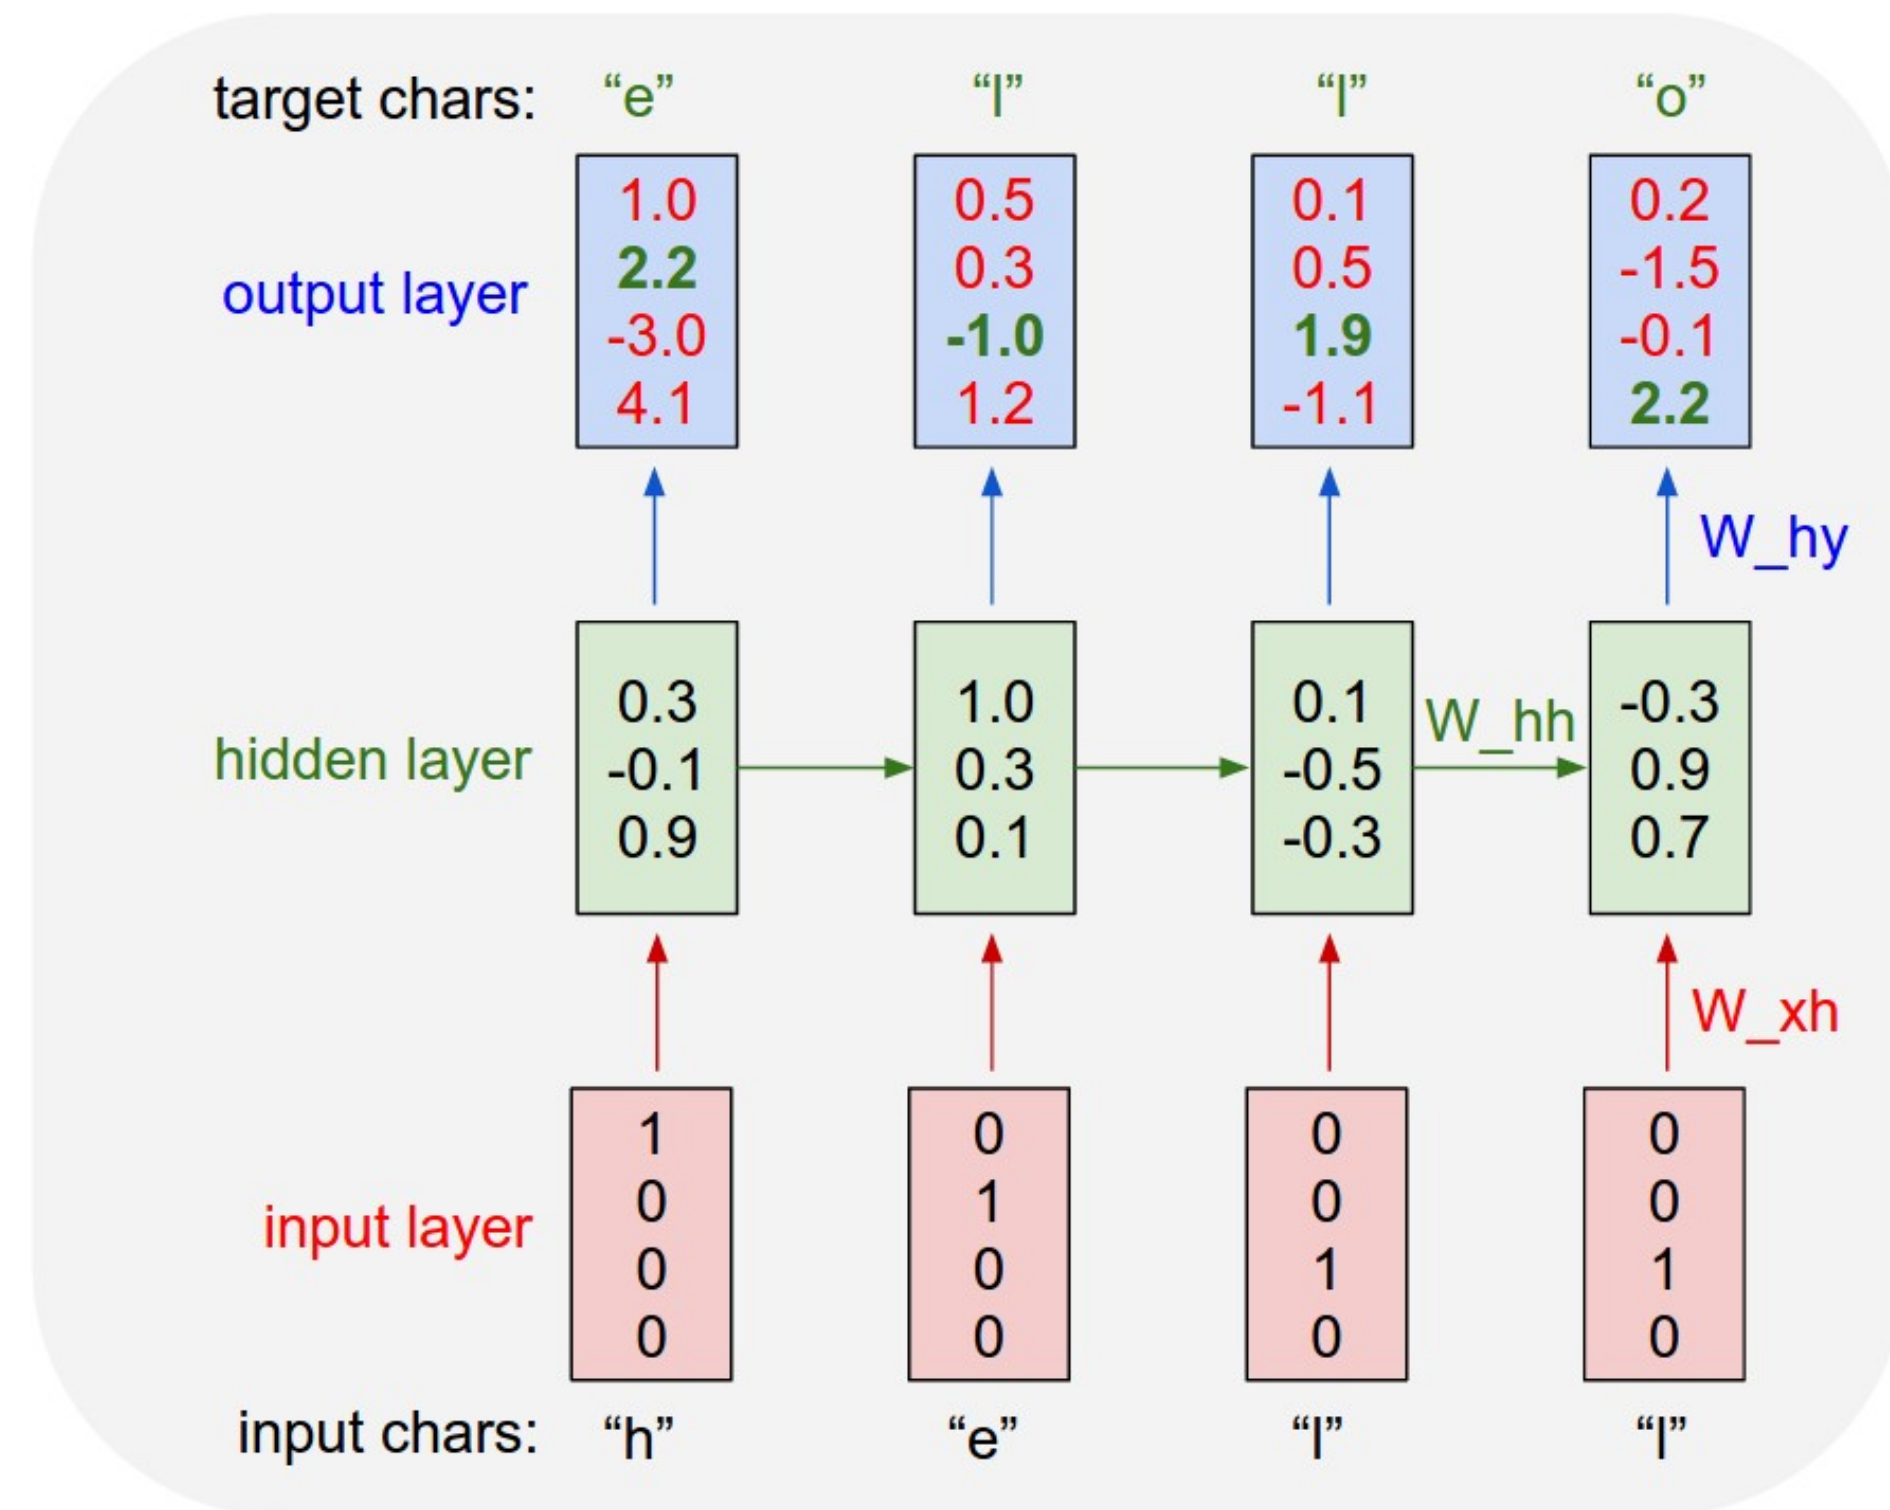 target chars: “e” “l” “l” “o”
1.0 0.5 0.1 0.2
2.2 0.3 0.5 -1.5
output layer
-3.0 -1.0 1.9 -0.1
4.1 1.2 -1.1 2.2
W_hy
0.3 1.0 0.1 W_hh -0.3
hidden layer -0.1 0.3 -0.5 0.9
0.9 0.1 -0.3 0.7
W_xh
1 0 0 0
0 1 0 0
input layer
0 0 1 1
0 0 0 0
input chars: “h” “e” “l” “l”